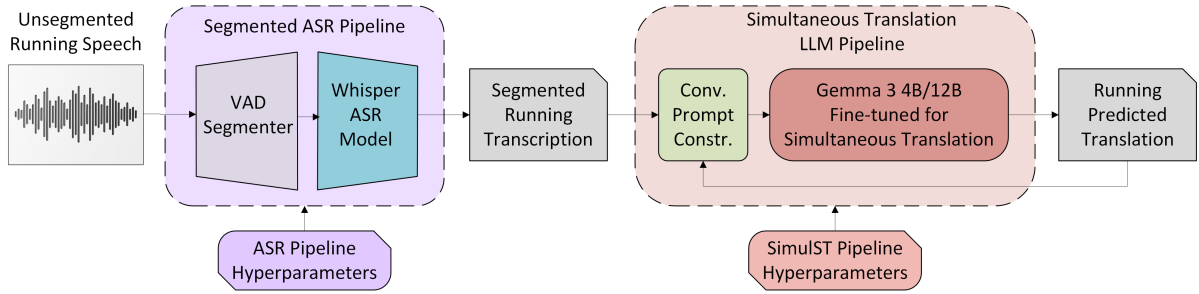 Unsegmented
Running Speech
Segmented ASR Pipeline
VAD
Segmenter
Whisper
ASR
Model
Segmented
Running
Transcription
Simultaneous Translation
LLM Pipeline
Conv.
Prompt
Constr.
Gemma 3 4B/12B
Fine-tuned for
Simultaneous Translation
Running
Predicted
Translation
ASR Pipeline
Hyperparameters
SimulST Pipeline
Hyperparameters